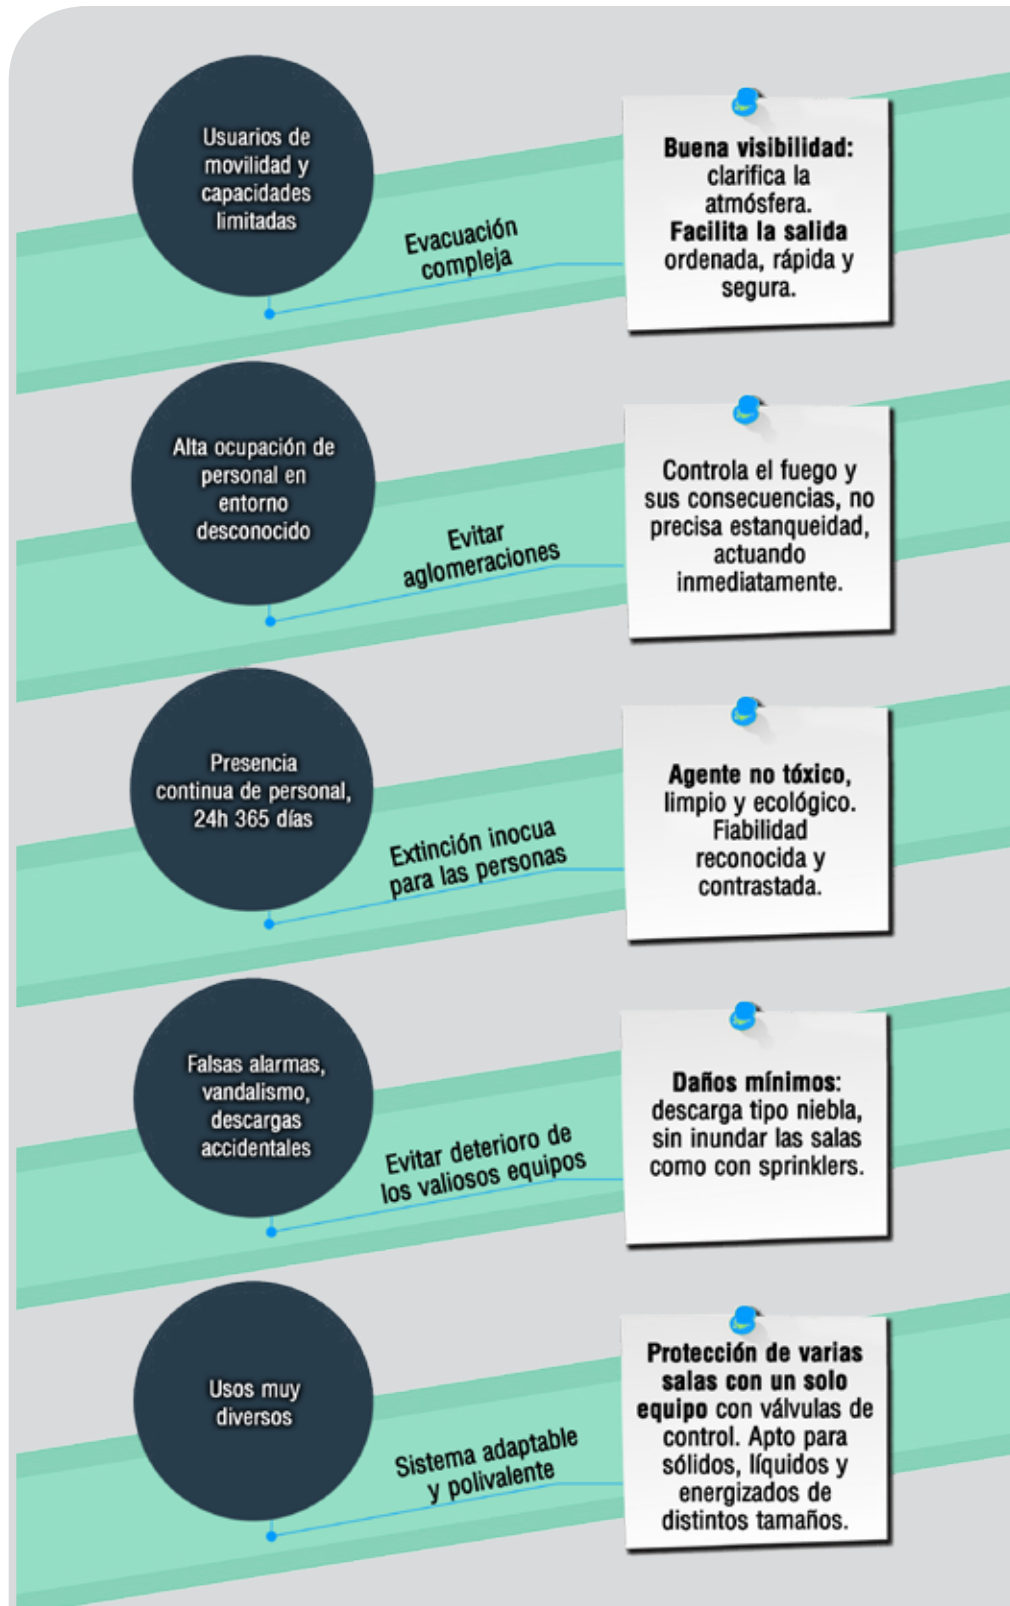 Usuarios de
movilidad y
capacidades
limitadas
Evacuación
compleja
Buena visibilidad:
clarifica la
atmósfera.
Facilita la salida
ordenada, rápida y
segura.
Alta ocupación de
personal en
entorno
desconocido
Evitar
aglomeraciones
Controla el fuego y
sus consecuencias, no
precisa estanqueidad,
actuando
inmediatamente.
Presencia
continua de personal,
24h 365 días
Extinción inocua
para las personas
Agente no tóxico,
limpio y ecológico.
Fiabilidad
reconocida y
contrastada.
Falsas alarmas,
vandalismo,
descargas
accidentales
Evitar deterioro de
los valiosos equipos
Daños mínimos:
descarga tipo niebla,
sin inundar las salas
como con sprinklers.
Usos muy
diversos
Sistema adaptable
y polivalente
Protección de varias
salas con un solo
equipo con válvulas de
control. Apto para
sólidos, líquidos y
energizados de
distintos tamaños.